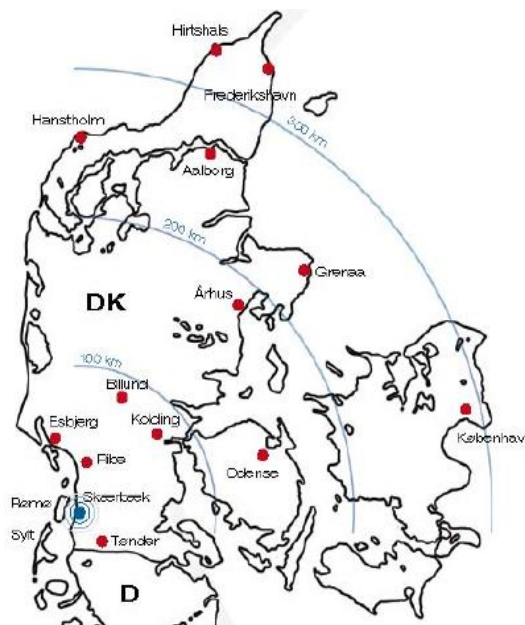 Hirtshals
Frederikshavn
300 km
Hanstholm
Aalborg
200 km
Grenaa
Århus
DK
100 km
Billund
Esbjerg
Kolding
København
Ribe
Odense
Rømø
Skærbæk
Sylt
Tønder
D